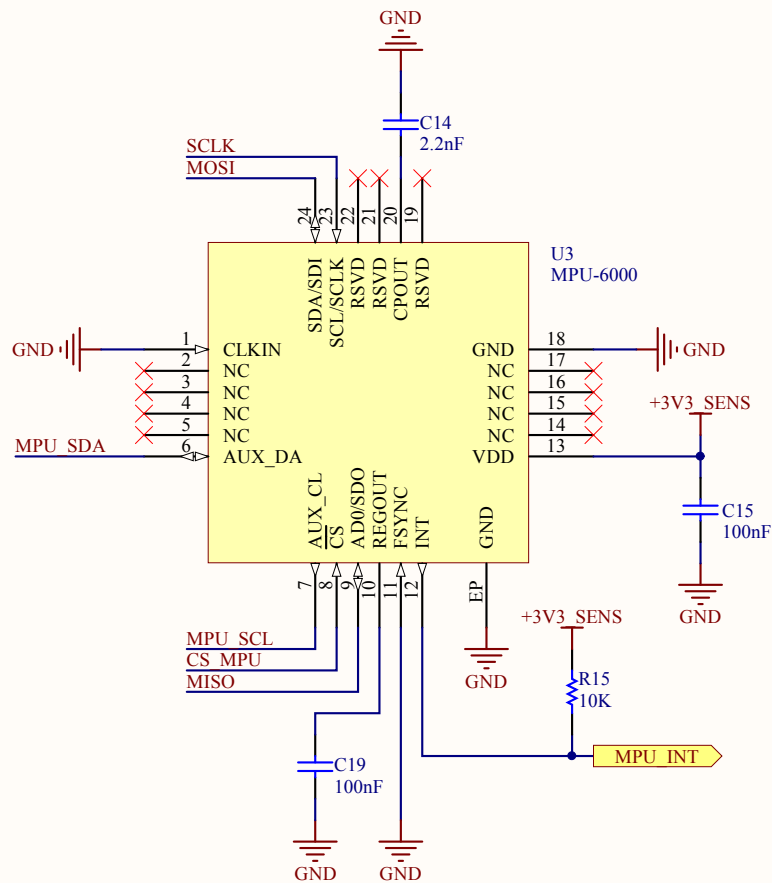 GND
C14
2.2nF
SCLK
MOSI
24
23
22
21
20
19
SDA/SDI
SCL/SCLK
RSVD
RSVD
CPOUT
RSVD
U3
MPU-6000
GND
1
CLKIN
2
NC
3
NC
4
NC
5
NC
MPU_SDA
6
AUX_DA
GND
18
GND
NC
17
NC
16
NC
15
NC
14
VDD
13
+3V3_SENS
C15
100nF
GND
AUX_CL
CS
AD0/SDO
REGOUT
FSYNC
INT
GND
7
8
9
10
11
12
EP
MPU_SCL
CS_MPU
MISO
GND
+3V3_SENS
R15
10K
MPU_INT
C19
100nF
GND
GND